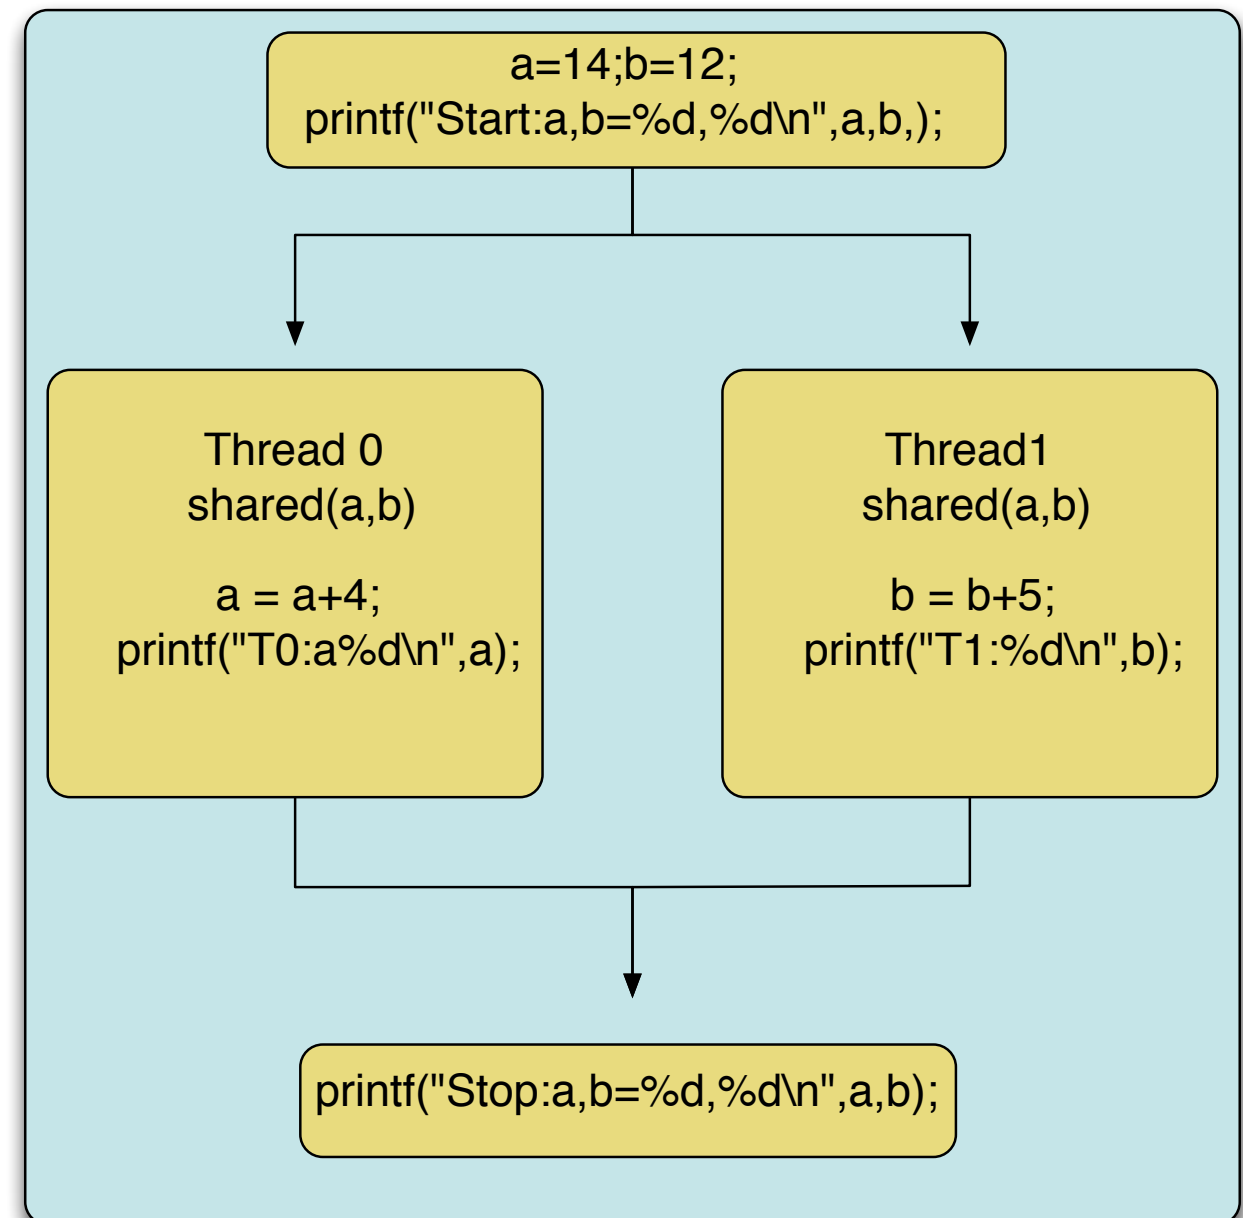 a=14;b=12;
printf("Start:a,b=%d,%d\n",a,b,);
Thread 0
shared(a,b)
a = a+4;
printf("T0:a%d\n",a);
Thread1
shared(a,b)
b = b+5;
printf("T1:%d\n",b);
printf("Stop:a,b=%d,%d\n",a,b);